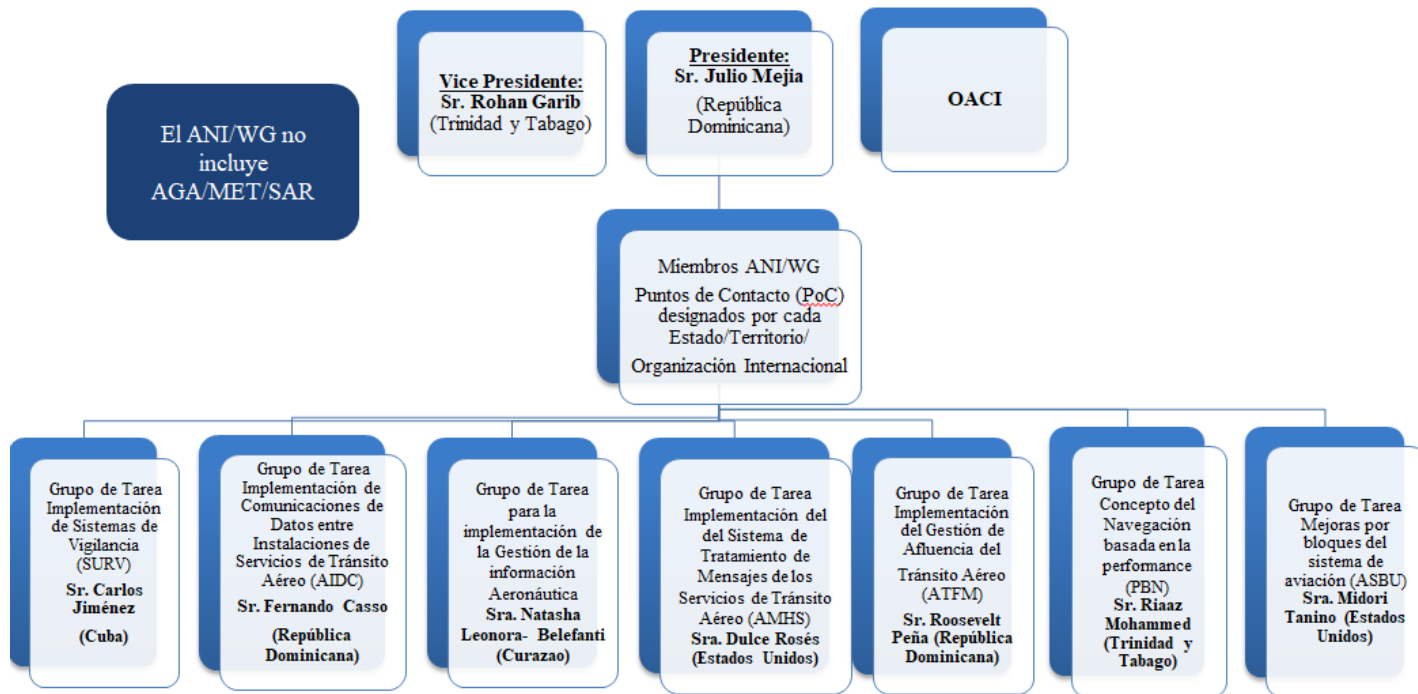 El ANI/WG no
incluye
AGA/MET/SAR
Vice Presidente:
Sr. Rohan Garib
(Trinidad y Tabago)
Presidente:
Sr. Julio Mejia
(República
Dominicana)
OACI
Miembros ANI/WG
Puntos de Contacto (PoC)
designados por cada
Estado/Territorio/
Organización Internacional
Grupo de Tarea
Implementación
de Sistemas de
Vigilancia
(SURV)
Sr. Carlos
Jiménez
(Cuba)
Grupo de Tarea
Implementación de
Comunicaciones de
Datos entre
Instalaciones de
Servicios de Tránsito
Aéreo (AIDC)
Sr. Fernando Casso
(República
Dominicana)
Grupo de Tarea
para la
implementación de
la Gestión de la
información
Aeronáutica
Sra. Natasha
Leonora- Belefanti
(Curazao)
Grupo de Tarea
Implementación del
del Sistema de
Tratamiento de
Mensajes de los
Servicios de Tránsito
Aéreo (AMHS)
Sra. Dulce Rosés
(Estados Unidos)
Grupo de Tarea
Implementación
del Gestión de
Afluencia del
Tránsito Aéreo
(ATFM)
Sr. Roosevelt
Peña (República
Dominicana)
Grupo de Tarea
Concepto del
Navegación
basada en la
performance
(PBN)
Sr. Riaaz
Mohammed
(Trinidad y
Tabago)
Grupo de Tarea
Mejoras por
bloques del
sistema de
aviación (ASBU)
Sra. Midori
Tanino (Estados
Unidos)